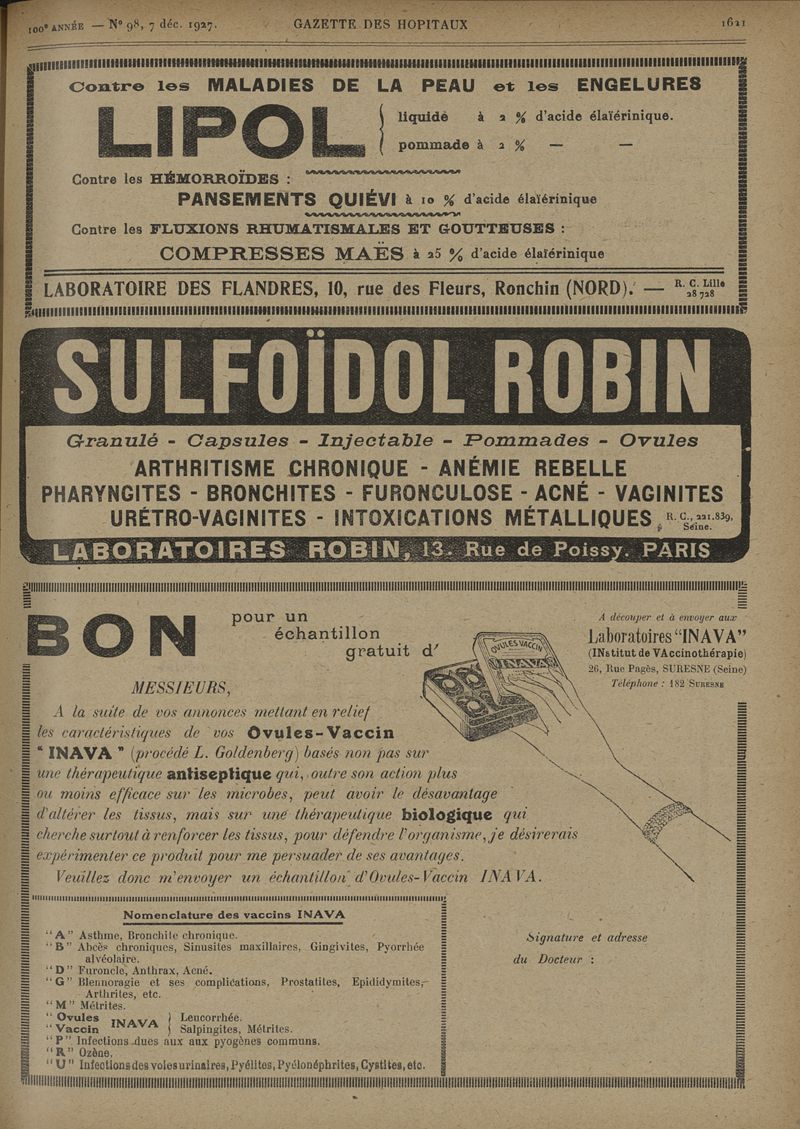 100e ANNÉE — N° 98, 7 déc. 1927. GAZETTE DES HOPITAUX 1621
Contre les MALADIES DE LA PEAU et les ENGELURES
LIPOL
liquide à 2 % d'acide élaïérinique.
pommade à 2 % — —
Contre les HÉMORROÏDES :
PANSEMENTS QUIÉVI à 10 % d'acide élaïérinique
Contre les FLUXIONS RHUMATISMALES ET GOUTTEUSES :
COMPRESSES MAËS à 25 % d'acide élaïérinique
LABORATOIRE DES FLANDRES, 10, rue des Fleurs, Ronchin (NORD). — R. C. Lille 28 728
SULFOÏDOL ROBIN
Granulé - Capsules - Injectable - Pommades - Ovules
ARTHRITISME CHRONIQUE - ANÉMIE REBELLE
PHARYNGITES - BRONCHITES - FURONCULOSE - ACNÉ - VAGINITES
URÉTRO-VAGINITES - INTOXICATIONS MÉTALLIQUES R. C., 221.839, Seine.
LABORATOIRES ROBIN, 13. Rue de Poissy. PARIS
BON pour un
échantillon
gratuit d'
OVULES VACCIN
INAVA
A découper et à envoyer aux
Laboratoires "INAVA"
(INstitut de VAccinothérapie)
26, Rue Pagès, SURESNE (Seine)
Téléphone : 182 SURESNE
MESSIEURS,
A la suite de vos annonces mettant en relief
les caractéristiques de vos Ovules-Vaccin
" INAVA " (procédé L. Goldenberg) basés non pas sur
une thérapeutique antiseptique qui, outre son action plus
ou moins efficace sur les microbes, peut avoir le désavantage
d'altérer les tissus, mais sur une thérapeutique biologique qui
cherche surtout à renforcer les tissus, pour défendre l'organisme, je désirerais
expérimenter ce produit pour me persuader de ses avantages.
Veuillez donc m'envoyer un échantillon d'Ovules-Vaccin INAVA.
Nomenclature des vaccins INAVA
"A" Asthme, Bronchite chronique.
"B" Abcès chroniques, Sinusites maxillaires, Gingivites, Pyorrhée
alvéolaire.
"D" Furoncle, Anthrax, Acné.
"G" Blennoragie et ses complications, Prostatites, Epididymites,
Arthrites, etc.
"M" Métrites.
"Ovules INAVA Leucorrhée.
"Vaccin Salpingites, Métrites.
"P" Infections dues aux aux pyogènes communs.
"R" Ozène.
"U" Infections des voies urinaires, Pyélites, Pyélonéphrites, Cystites, etc.
Signature et adresse
du Docteur :